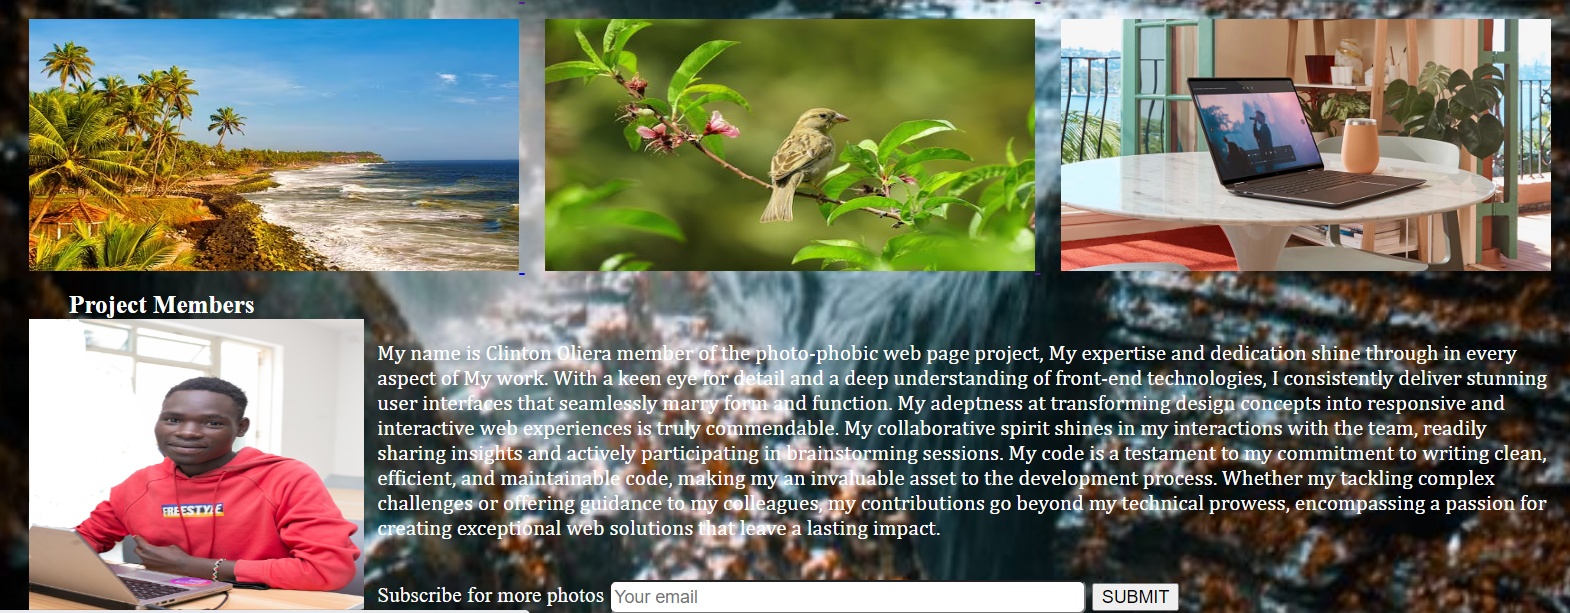 Project Members
My name is Clinton Oliera member of the photo-phobic web page project, My expertise and dedication shine through in every
aspect of My work. With a keen eye for detail and a deep understanding of front-end technologies, I consistently deliver stunning
user interfaces that seamlessly marry form and function. My adeptness at transforming design concepts into responsive and
interactive web experiences is truly commendable. My collaborative spirit shines in my interactions with the team, readily
sharing insights and actively participating in brainstorming sessions. My code is a testament to my commitment to writing clean,
efficient, and maintainable code, making my an invaluable asset to the development process. Whether my tackling complex
challenges or offering guidance to my colleagues, my contributions go beyond my technical prowess, encompassing a passion for
creating exceptional web solutions that leave a lasting impact.
FREESTYLE
Subscribe for more photos Your email SUBMIT